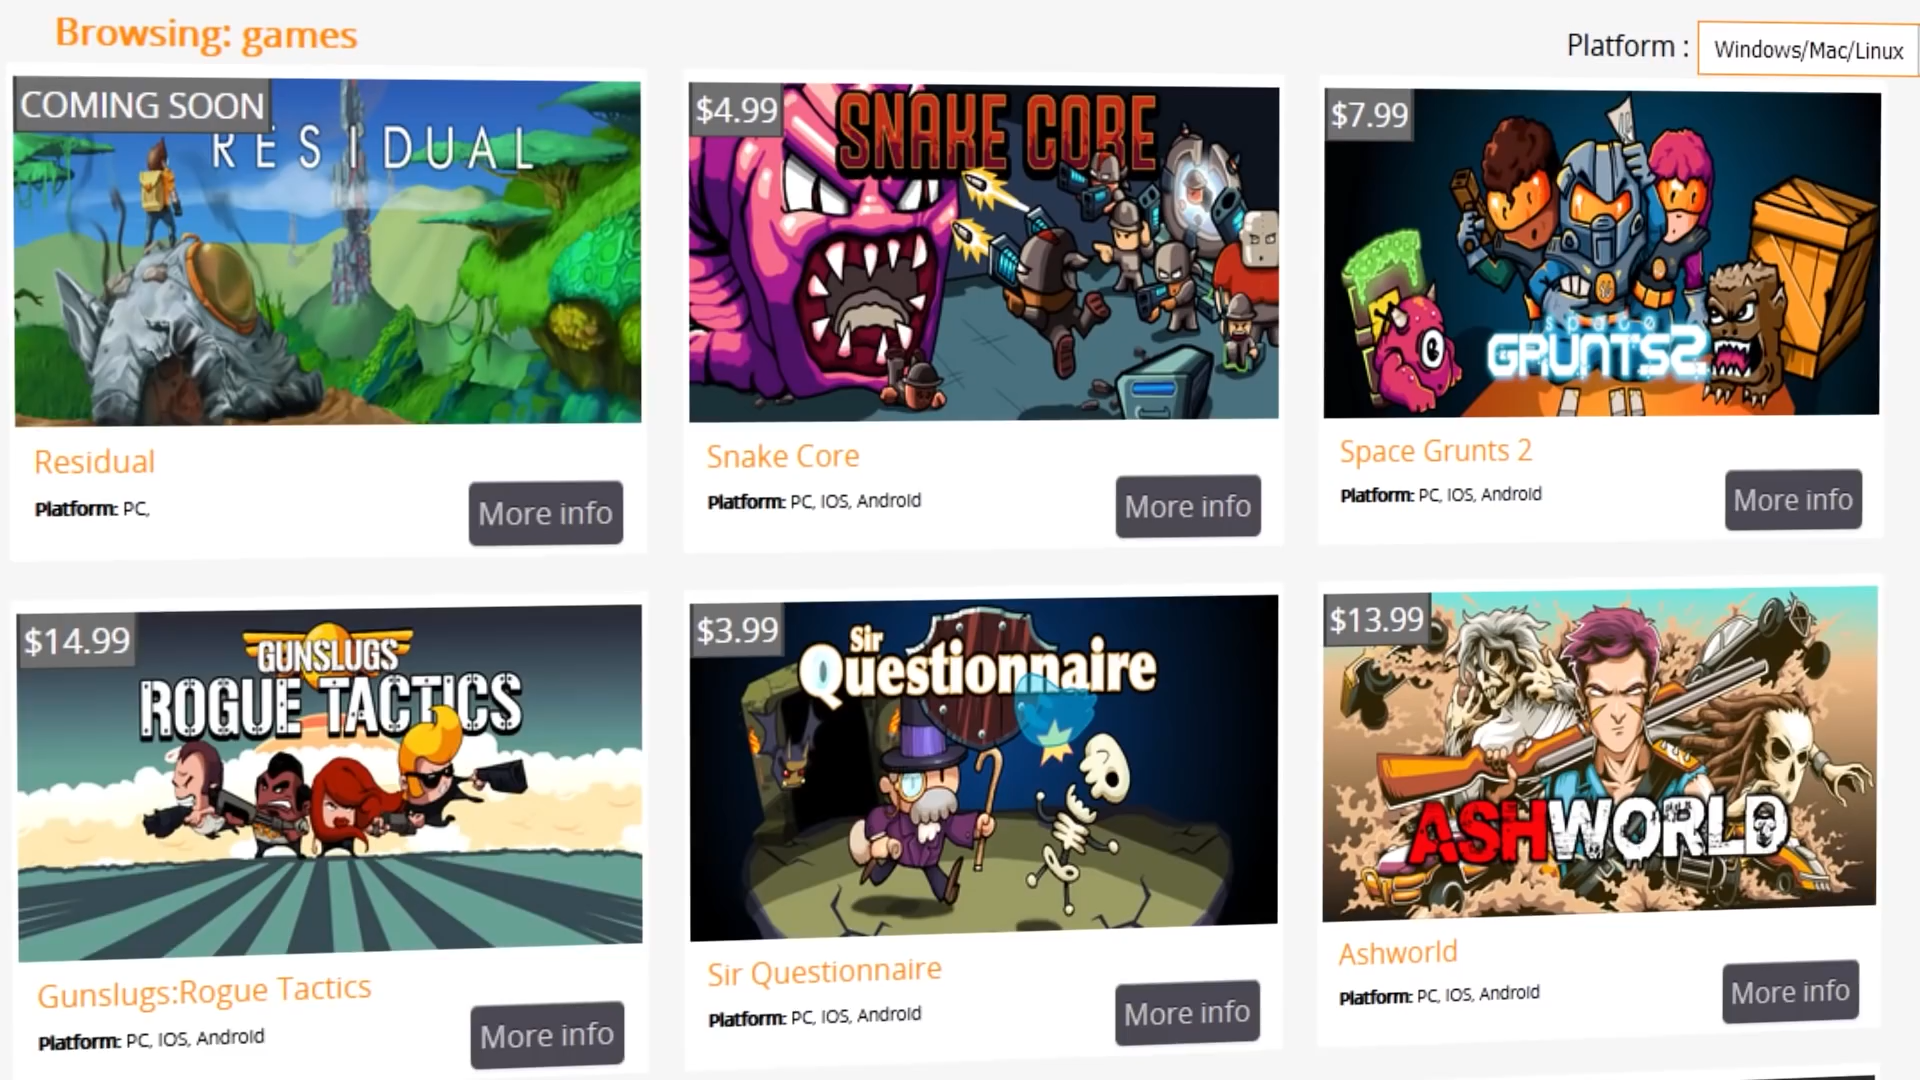 Browsing: games
Platform : Windows/Mac/Linux
COMING SOON
RESIDUAL
Residual
Platform: PC,
More info
$4.99
SNAKE CORE
Snake Core
Platform: PC, IOS, Android
More info
$7.99
space
GRUNTS2
Space Grunts 2
Platform: PC, IOS, Android
More info
$14.99
GUNSLUGS
ROGUE TACTICS
Gunslugs:Rogue Tactics
Platform: PC, IOS, Android
More info
$3.99
Sir
Questionnaire
Sir Questionnaire
Platform: PC, IOS, Android
More info
$13.99
ASHWORLD
Ashworld
Platform: PC, IOS, Android
More info